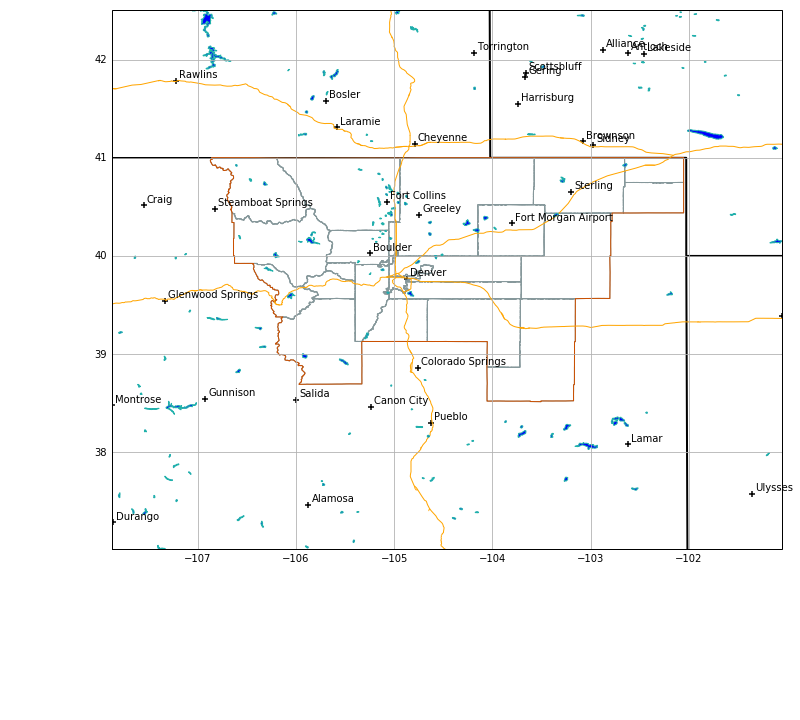 42
Torrington
Alliance
Antioch
Lakeside
Scottsbluff
Gering
Rawlins
Bosler
Harrisburg
Laramie
Cheyenne
Brownson
Sidney
41
Craig
Steamboat Springs
Fort Collins
Greeley
Sterling
Fort Morgan Airport
40
Boulder
Denver
Glenwood Springs
39
Colorado Springs
Montrose
Gunnison
Salida
Canon City
Pueblo
38
Lamar
Ulysses
Alamosa
Durango
−107
−106
−105
−104
−103
−102